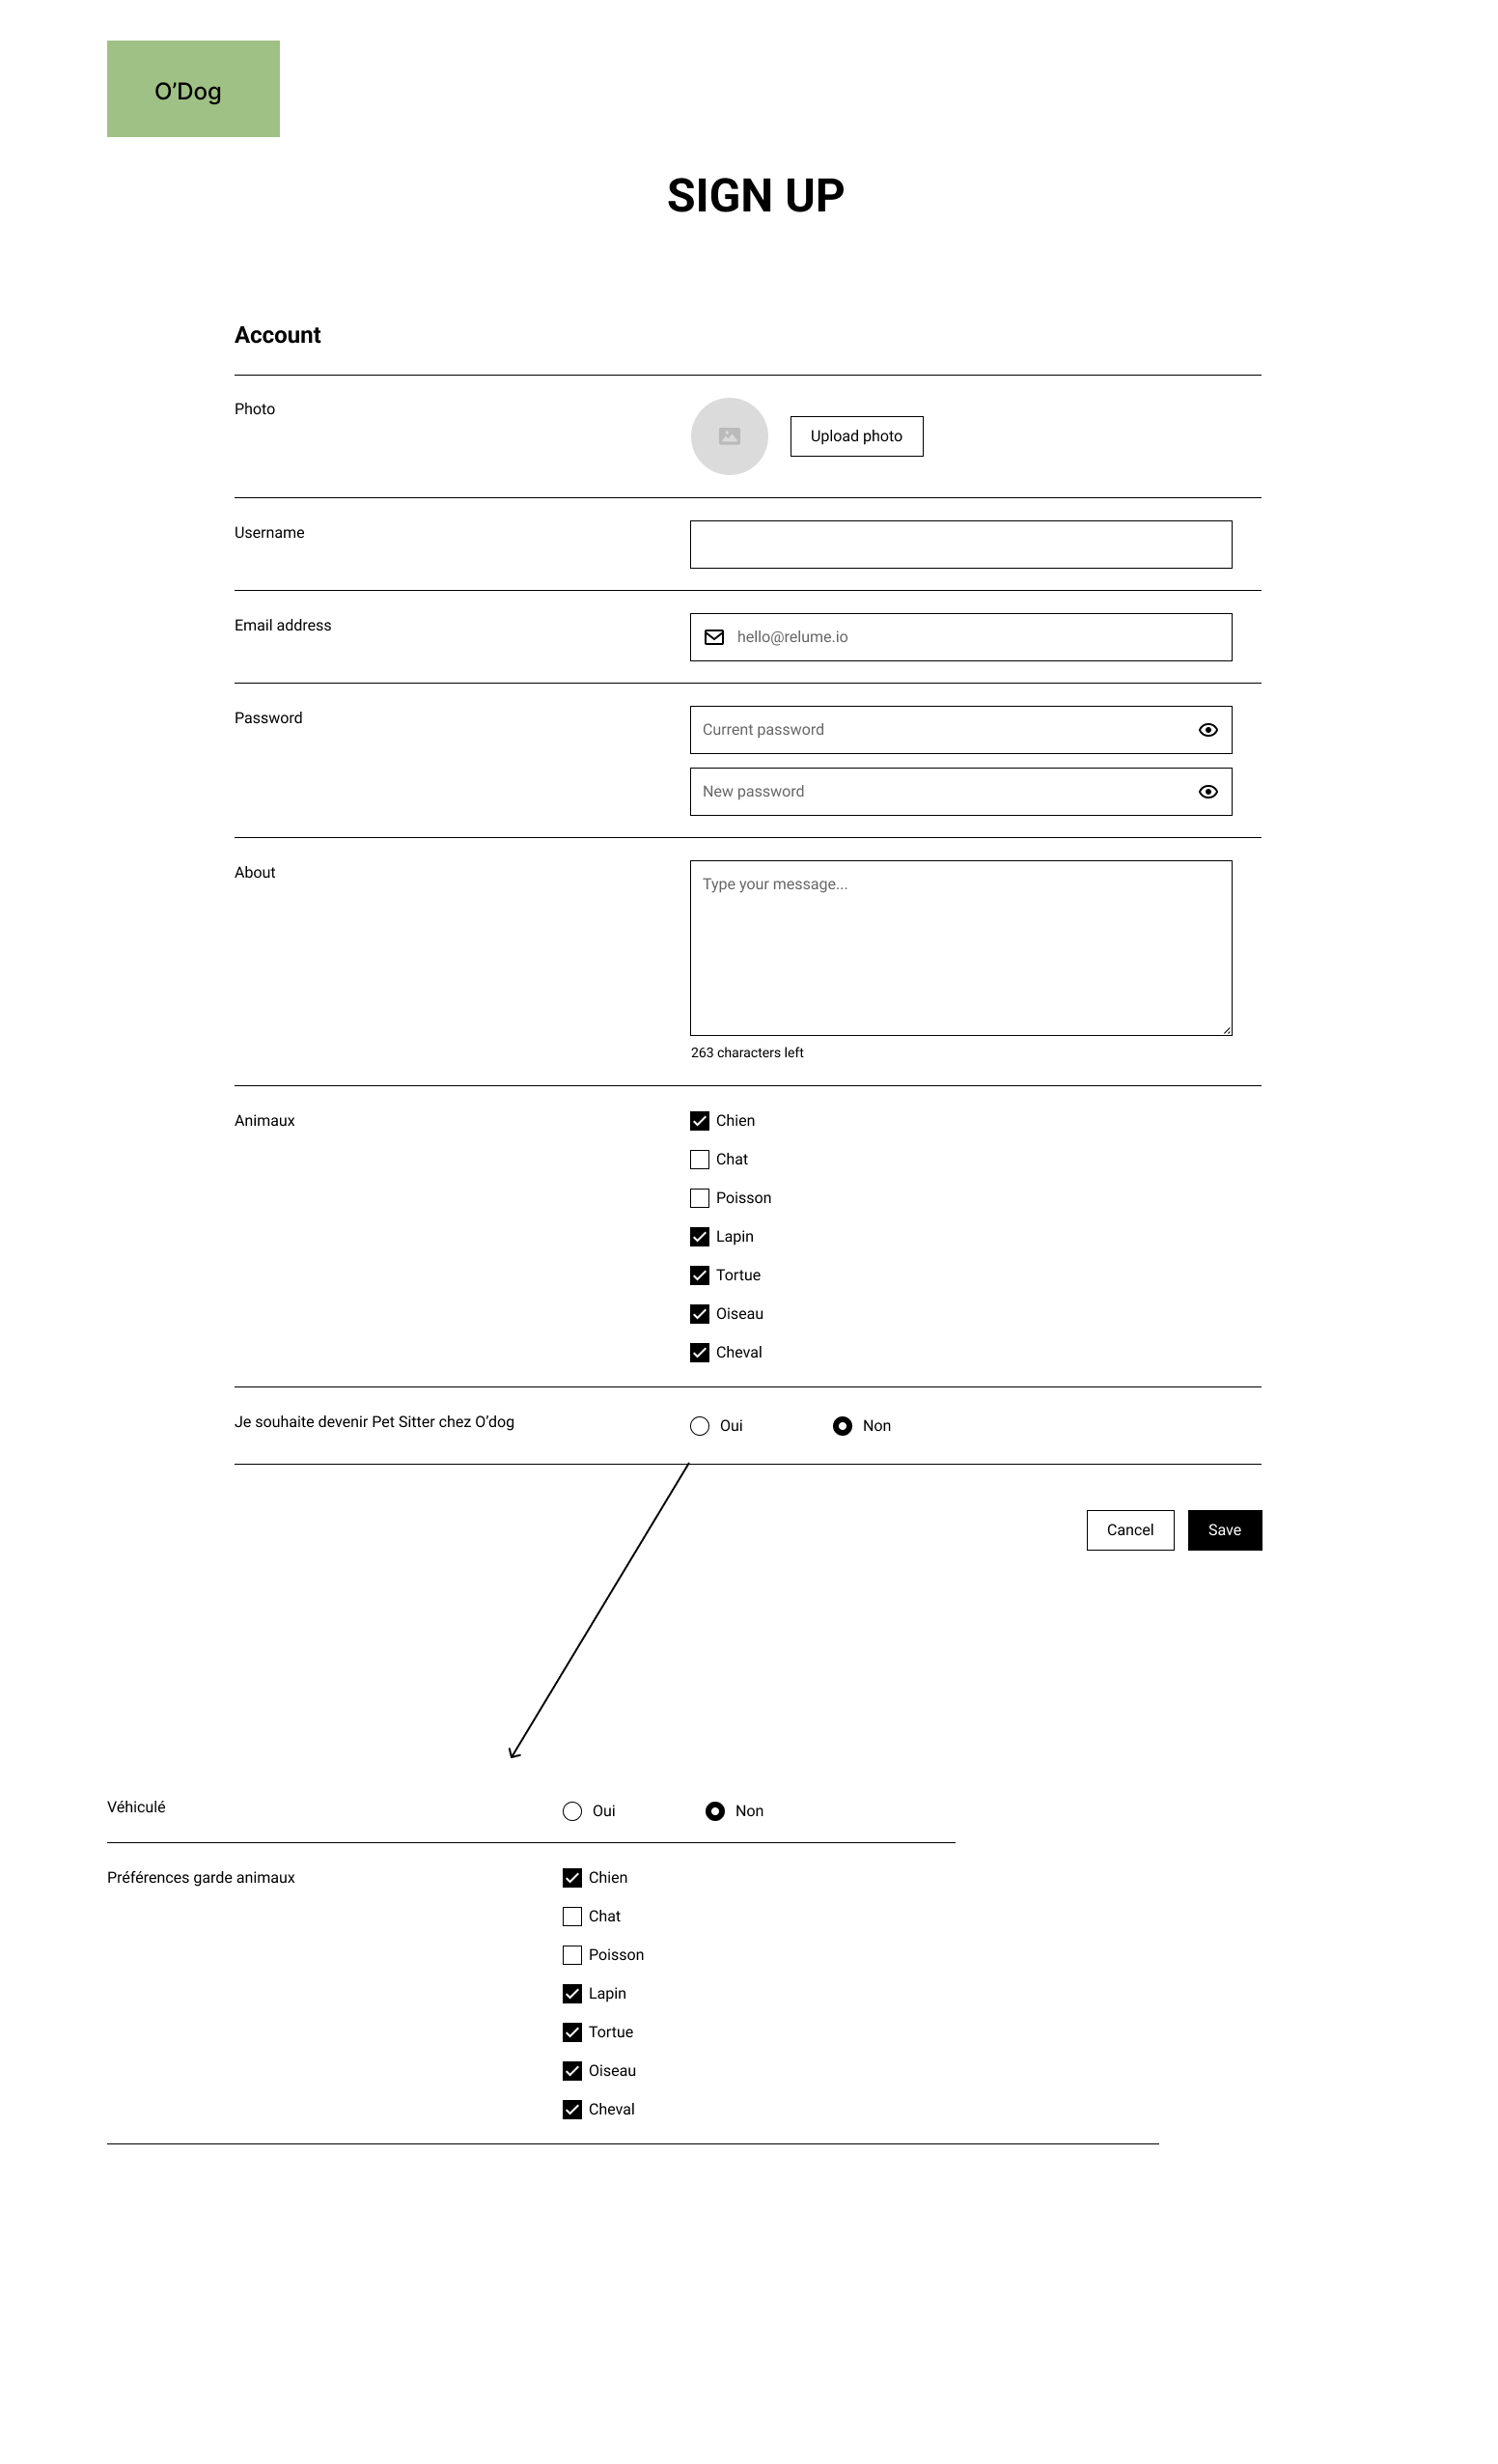 O’Dog
SIGN UP
Account
Photo
Upload photo
Username
Email address
hello@relume.io
Password
Current password
New password
About
Type your message...
263 characters left
Animaux
Chien
Chat
Poisson
Lapin
Tortue
Oiseau
Cheval
Je souhaite devenir Pet Sitter chez O’dog
Oui
Non
Cancel
Save
Véhiculé
Oui
Non
Préférences garde animaux
Chien
Chat
Poisson
Lapin
Tortue
Oiseau
Cheval